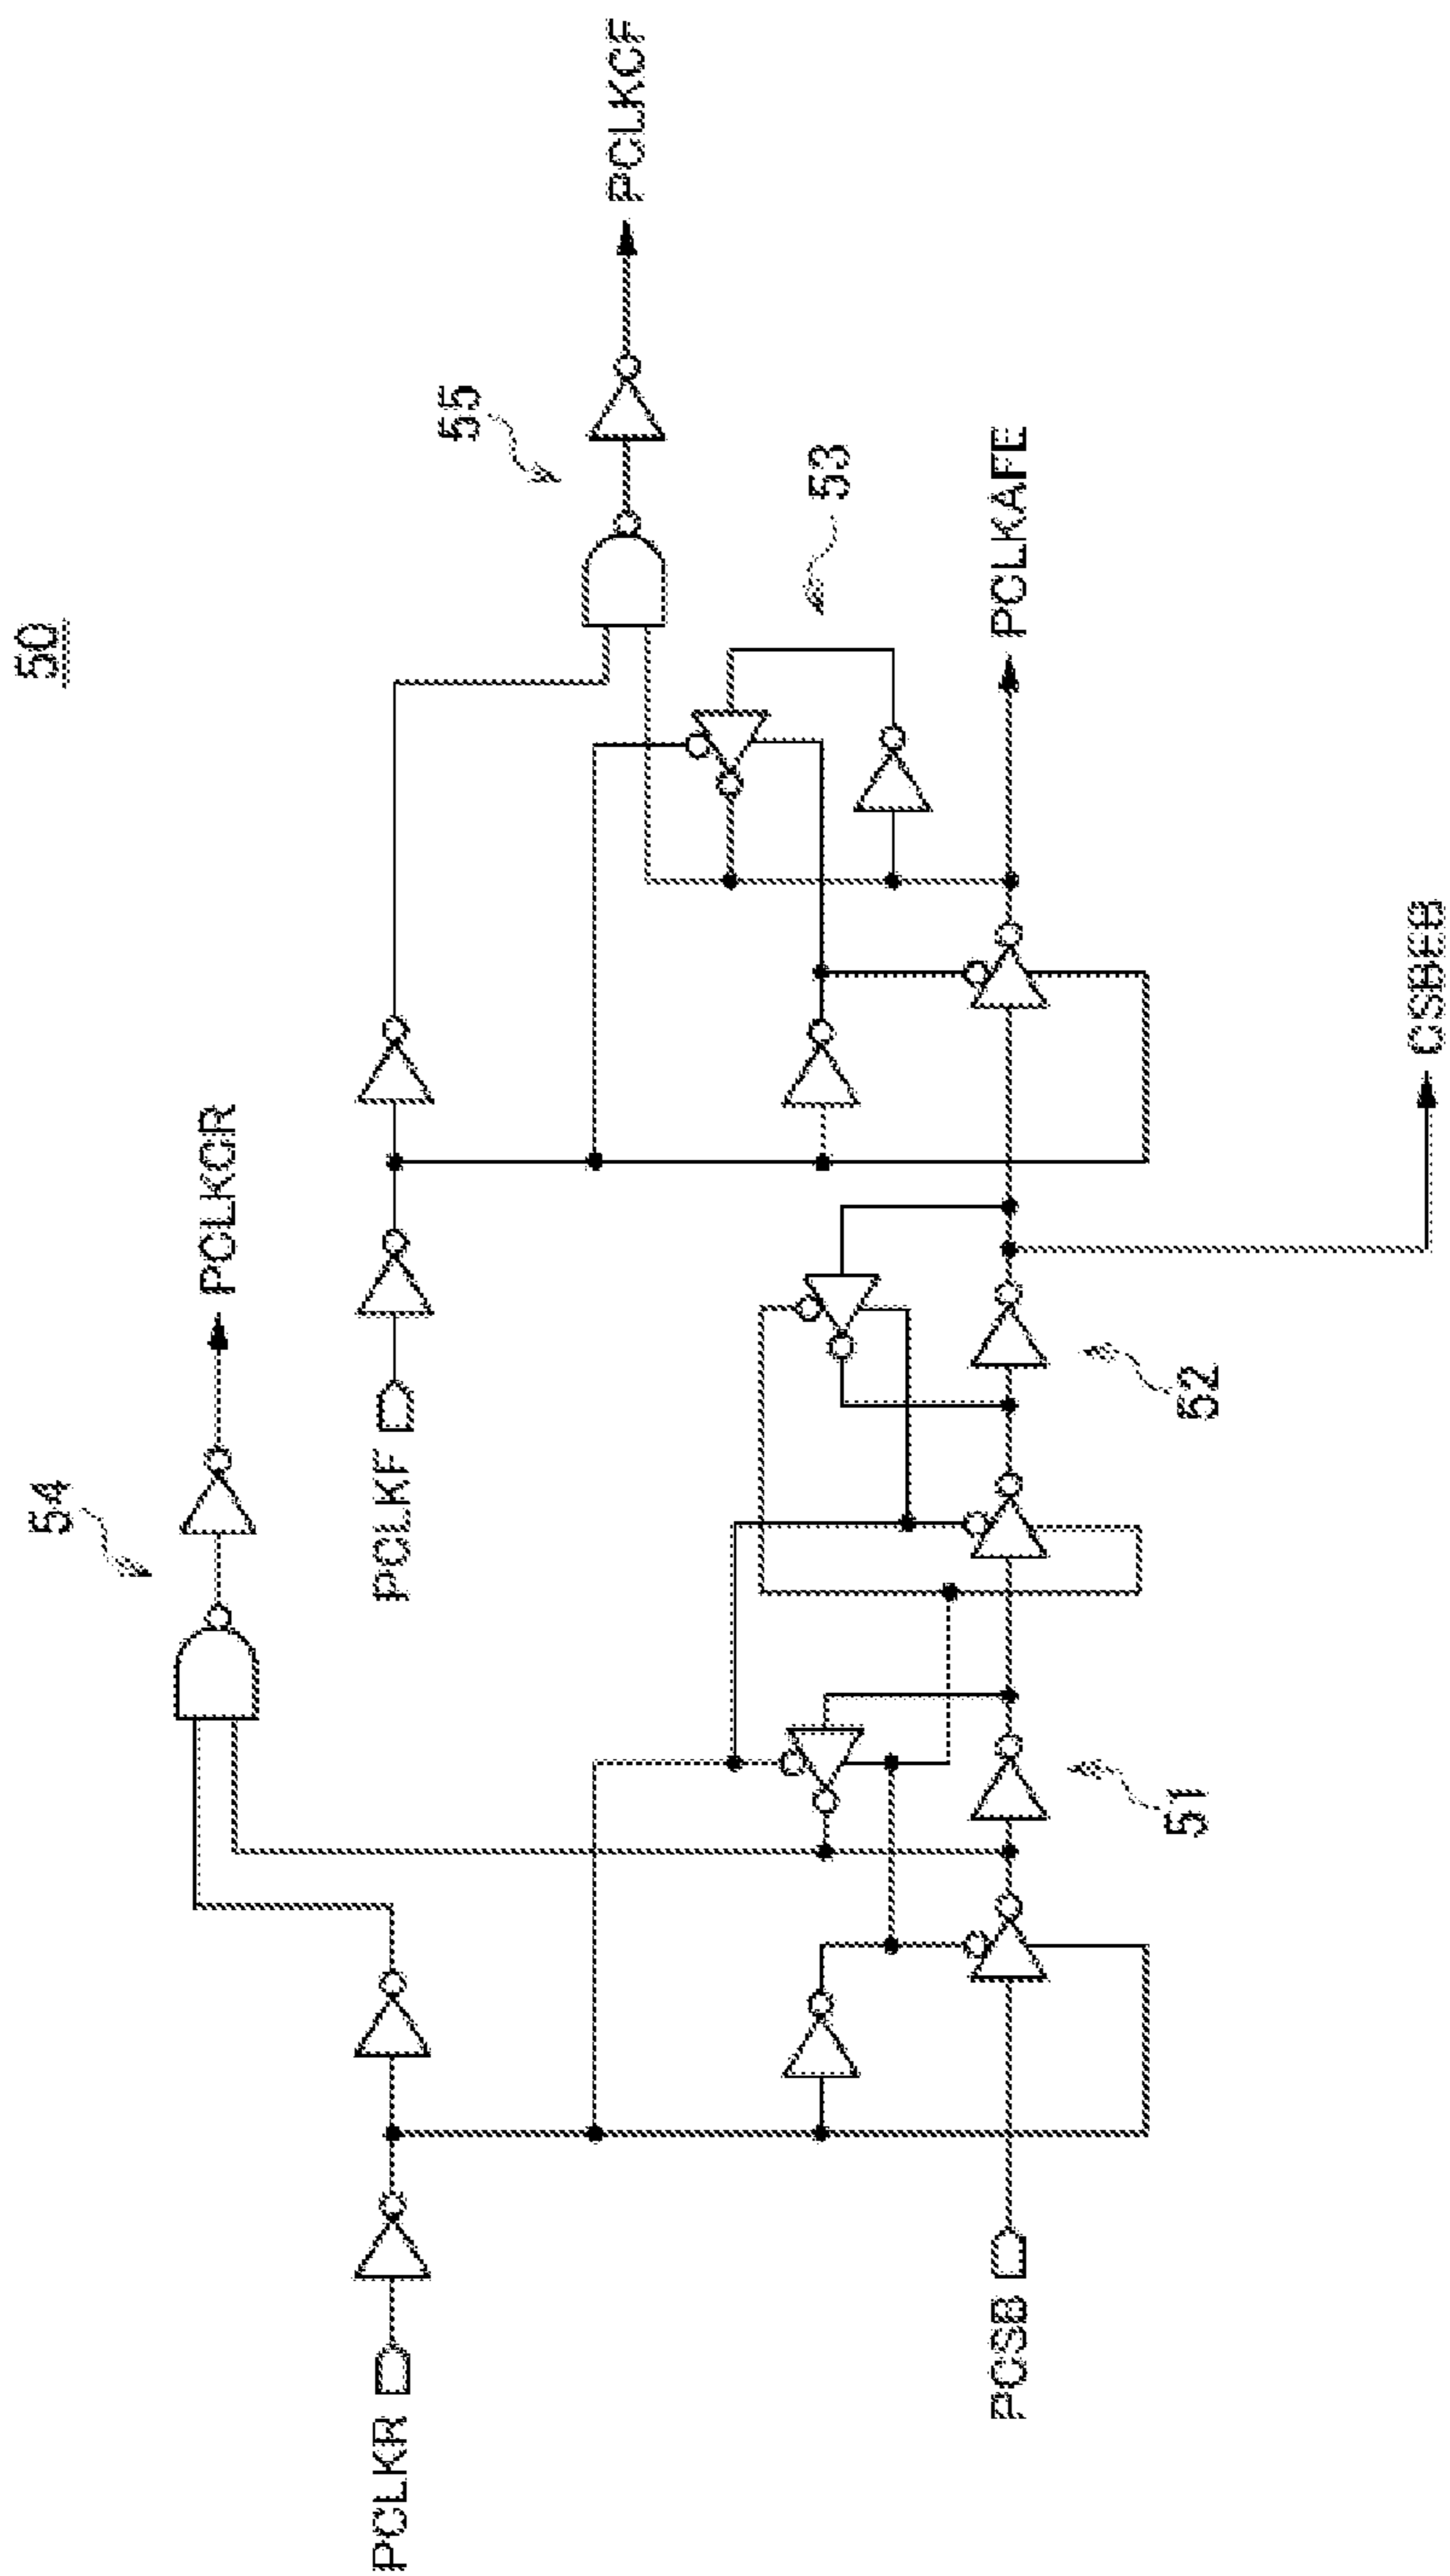 50
54
PCLKCR
PCLKR
PCLKF
55
PCLKCF
53
PCLKAFE
PCSB
51
52
CSBEB